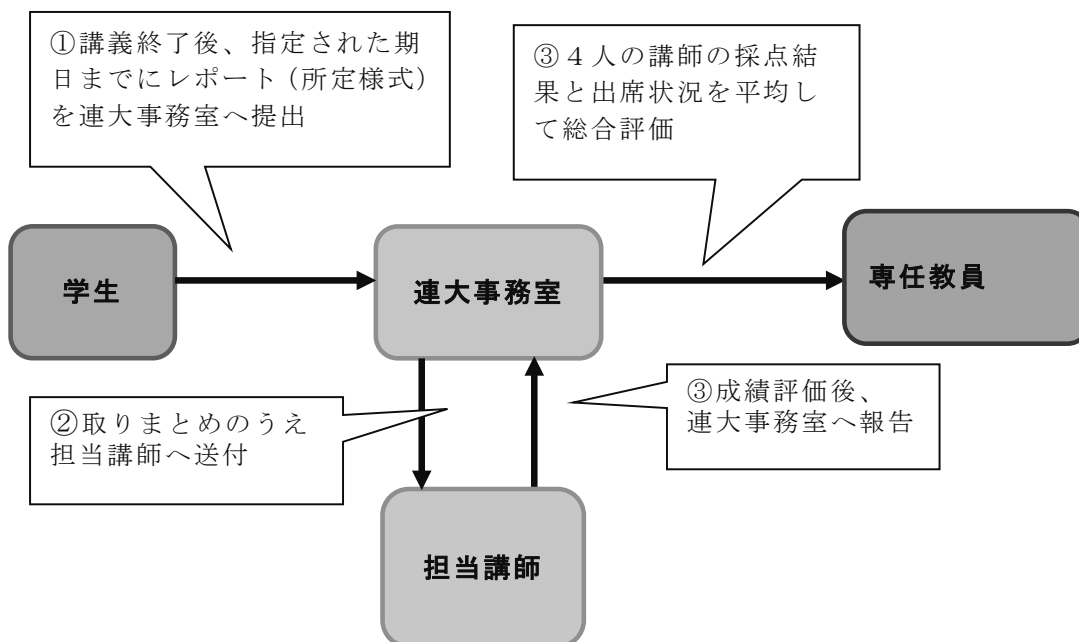 ①講義終了後、指定された期
日までにレポート（所定様式）
を連大事務室へ提出
③４人の講師の採点結
果と出席状況を平均し
て総合評価
学生
連大事務室
専任教員
②取りまとめのうえ
担当講師へ送付
③成績評価後、
連大事務室へ報告
担当講師